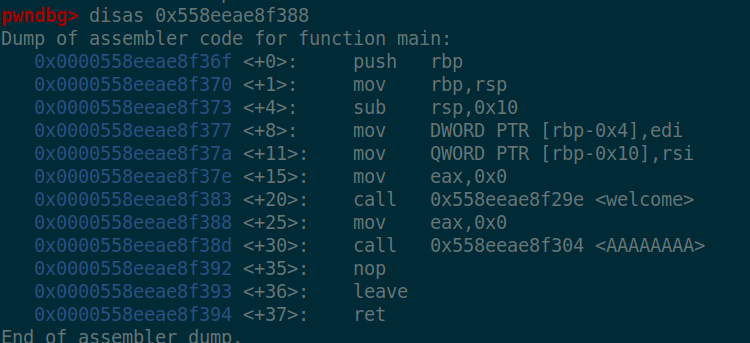 pwndbg> disas 0x558eeae8f388
Dump of assembler code for function main:
   0x0000558eeae8f36f <+0>:     push   rbp
   0x0000558eeae8f370 <+1>:     mov    rbp,rsp
   0x0000558eeae8f373 <+4>:     sub    rsp,0x10
   0x0000558eeae8f377 <+8>:     mov    DWORD PTR [rbp-0x4],edi
   0x0000558eeae8f37a <+11>:    mov    QWORD PTR [rbp-0x10],rsi
   0x0000558eeae8f37e <+15>:    mov    eax,0x0
   0x0000558eeae8f383 <+20>:    call   0x558eeae8f29e <welcome>
   0x0000558eeae8f388 <+25>:    mov    eax,0x0
   0x0000558eeae8f38d <+30>:    call   0x558eeae8f304 <AAAAAAAA>
   0x0000558eeae8f392 <+35>:    nop
   0x0000558eeae8f393 <+36>:    leave
   0x0000558eeae8f394 <+37>:    ret
End of assembler dump.